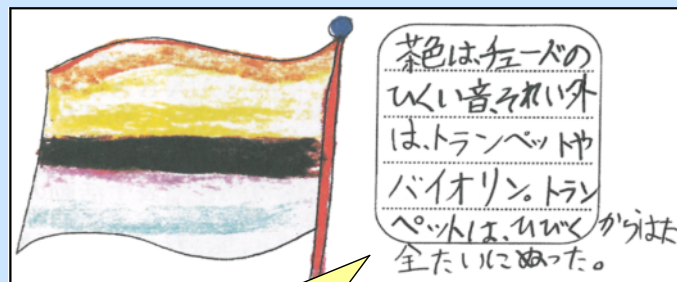 茶色は、チューバの
ひくい音、それい外
は、トランペットや
バイオリン。トラン
ペットは、ひびくからはた
全たいにぬった。